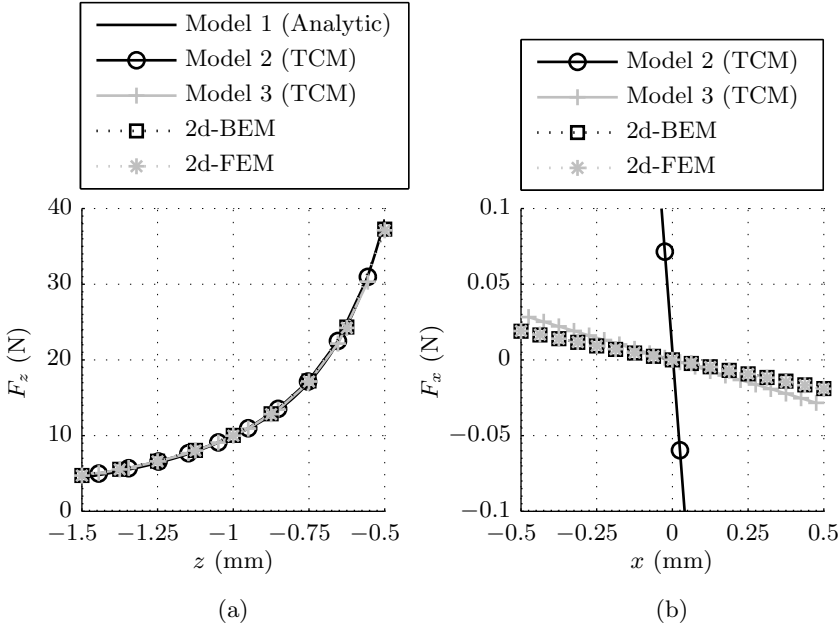 Model 1 (Analytic)
Model 2 (TCM)
Model 3 (TCM)
2d-BEM
2d-FEM
40
30
20
10
0
F_z (N)
−1.5 −1.25 −1 −0.75 −0.5
z (mm)
(a)
Model 2 (TCM)
Model 3 (TCM)
2d-BEM
2d-FEM
0.1
0.05
0
−0.05
−0.1
F_x (N)
−0.5 −0.25 0 0.25 0.5
x (mm)
(b)